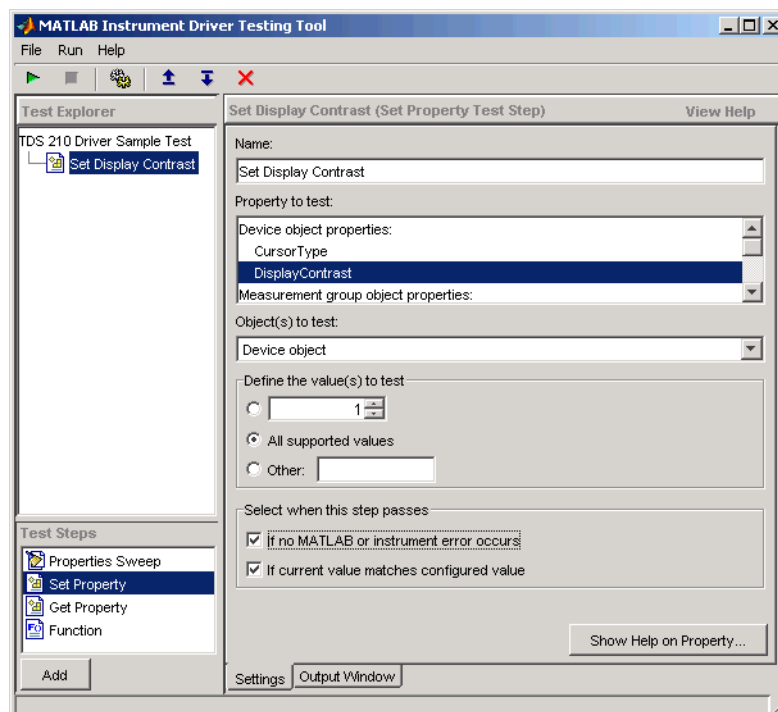 MATLAB Instrument Driver Testing Tool
File Run Help
Test Explorer
TDS 210 Driver Sample Test
Set Display Contrast
Test Steps
Properties Sweep
Set Property
Get Property
Function
Add
Set Display Contrast (Set Property Test Step) View Help
Name:
Set Display Contrast
Property to test:
Device object properties:
CursorType
DisplayContrast
Measurement group object properties:
Object(s) to test:
Device object
Define the value(s) to test
1
All supported values
Other:
Select when this step passes
If no MATLAB or instrument error occurs
If current value matches configured value
Show Help on Property...
Settings Output Window